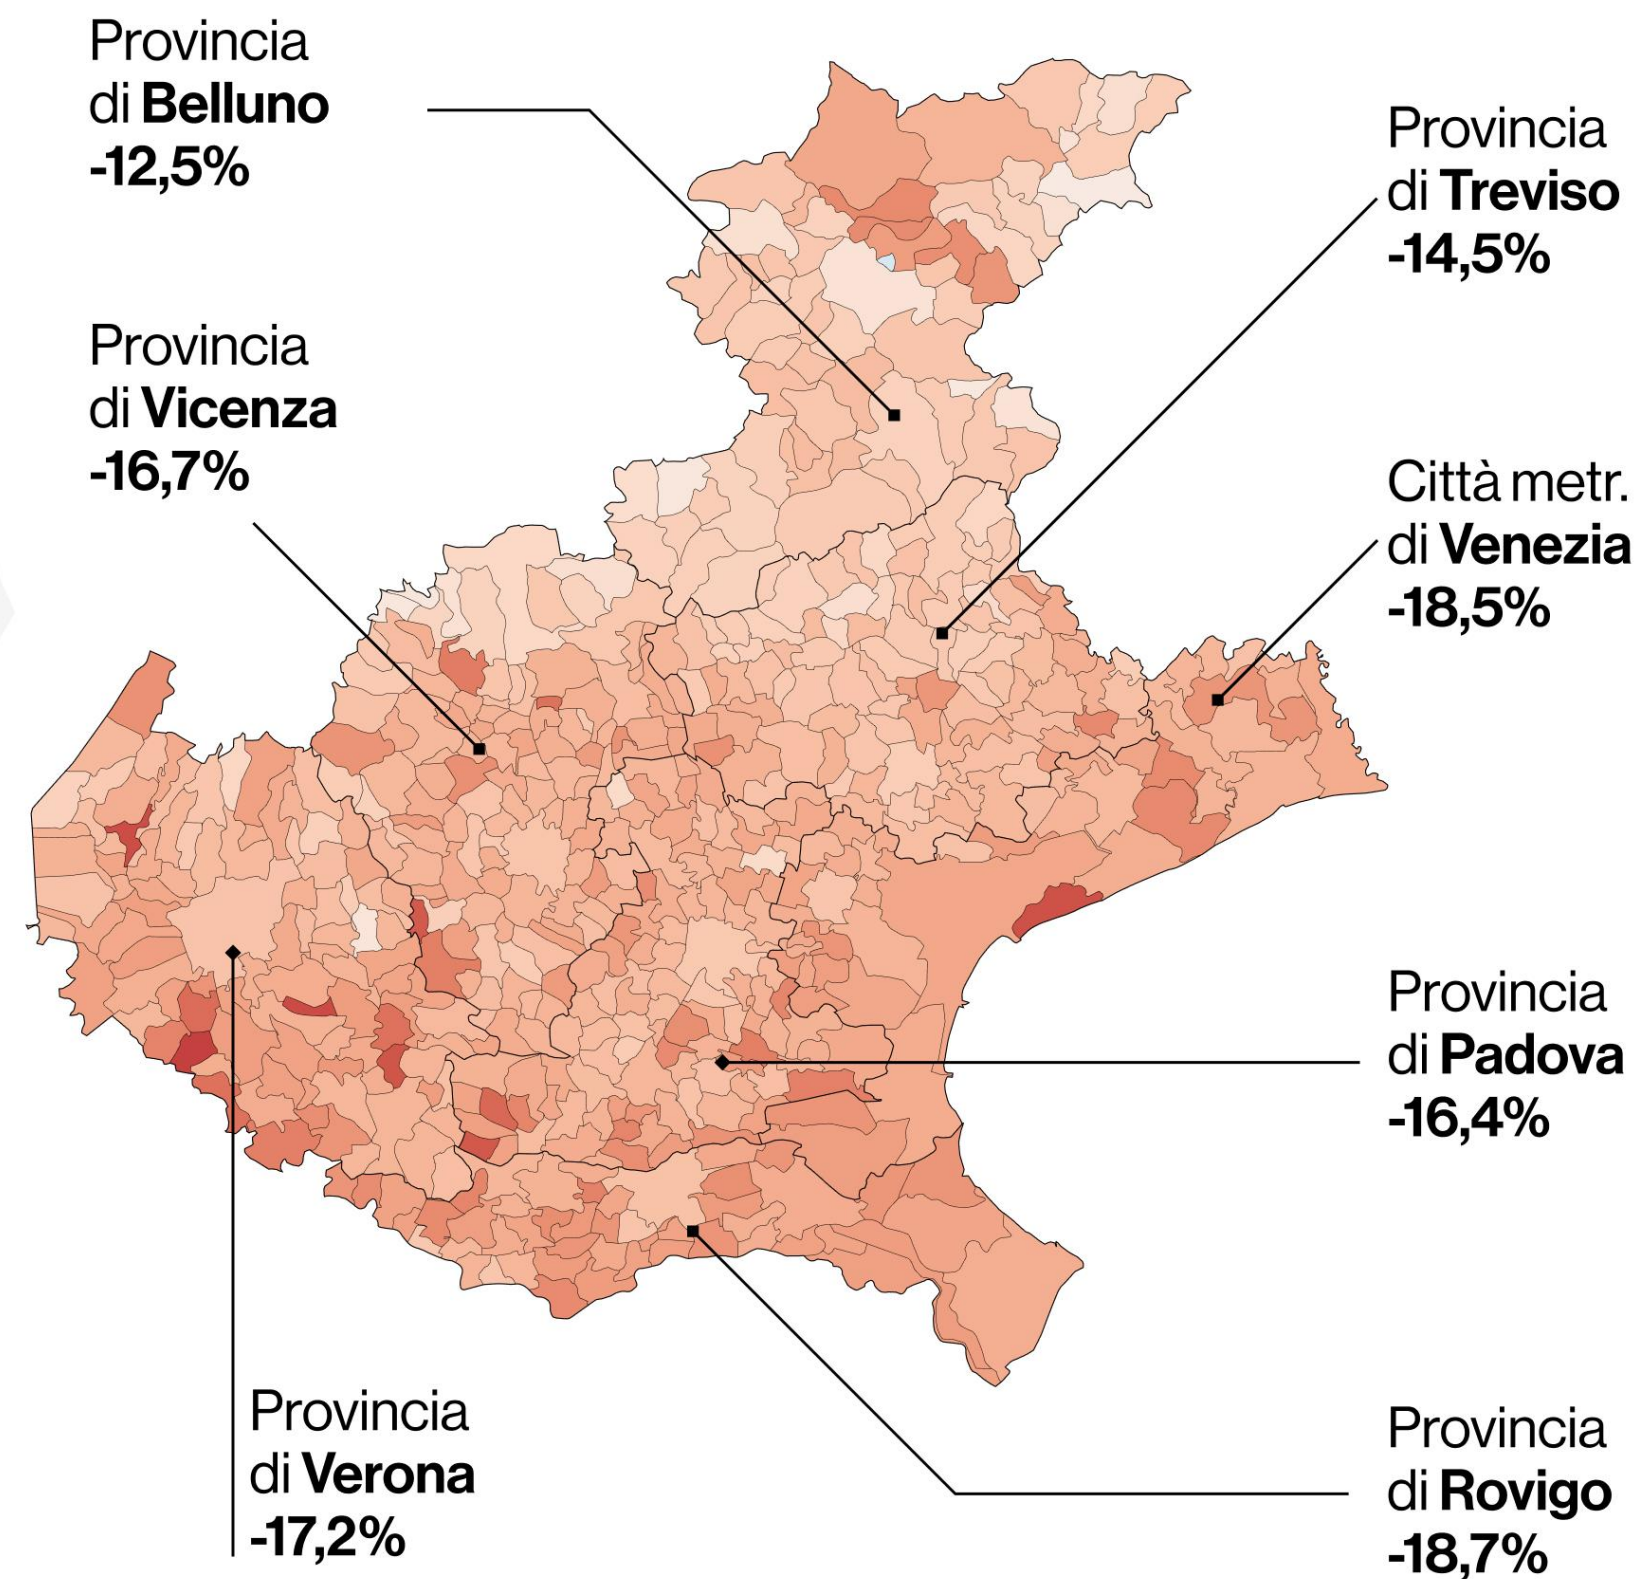 Provincia
di Belluno
-12,5%
Provincia
di Treviso
-14,5%
Provincia
di Vicenza
-16,7%
Città metr.
di Venezia
-18,5%
Provincia
di Padova
-16,4%
Provincia
di Verona
-17,2%
Provincia
di Rovigo
-18,7%